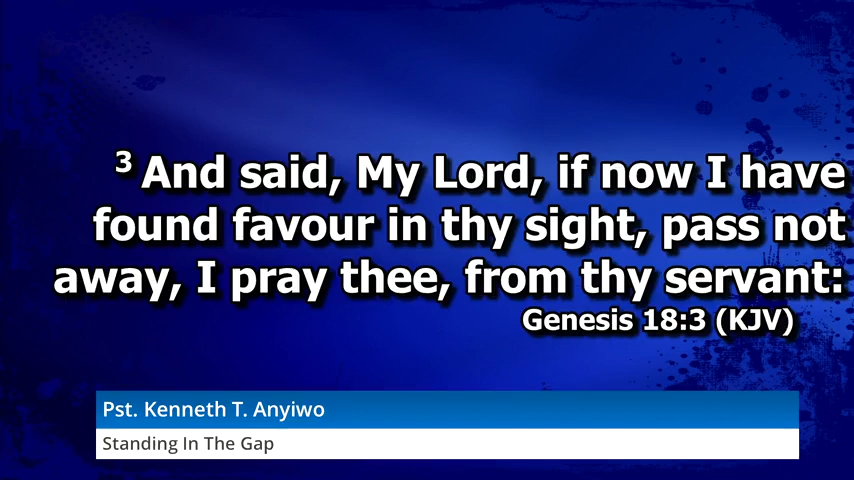 3 And said, My Lord, if now I have
found favour in thy sight, pass not
away, I pray thee, from thy servant:
Genesis 18:3 (KJV)
Pst. Kenneth T. Anyiwo
Standing In The Gap